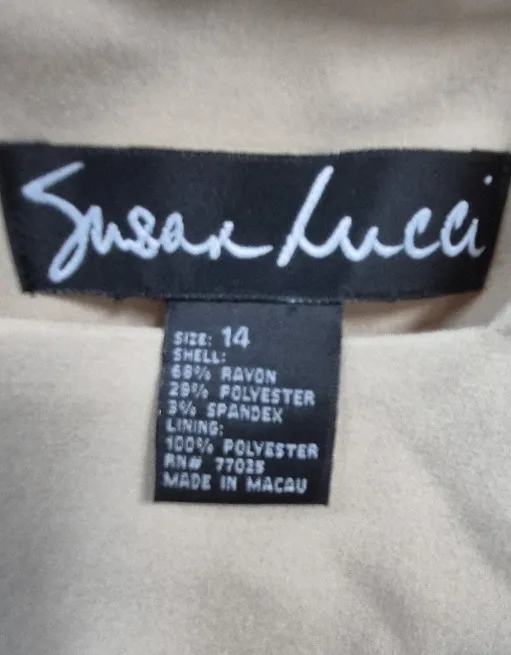 Susan Lucci
SIZE: 14
SHELL:
68% RAYON
29% POLYESTER
3% SPANDEX
LINING:
100% POLYESTER
RN# 77025
MADE IN MACAU